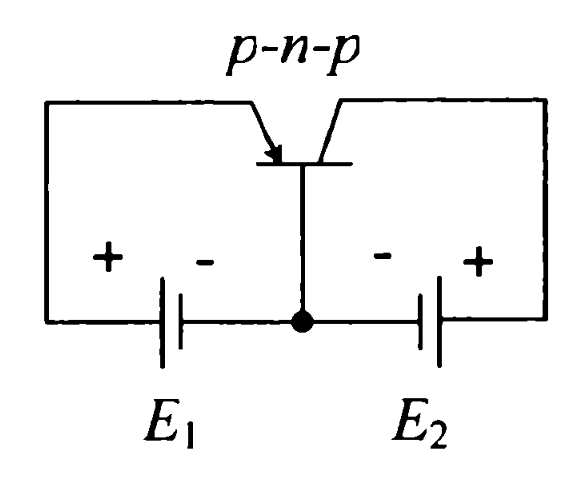 p-n-p
+ - - +
E₁ E₂